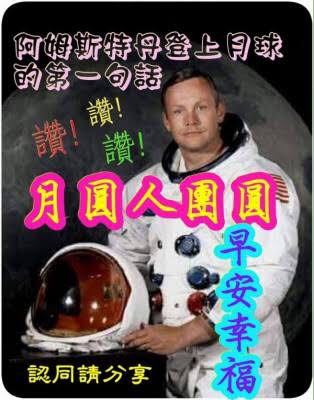 阿姆斯特丹登上月球
的第一句話
讚!
讚!
讚!
月圓人團圓
早安幸福
認同請分享